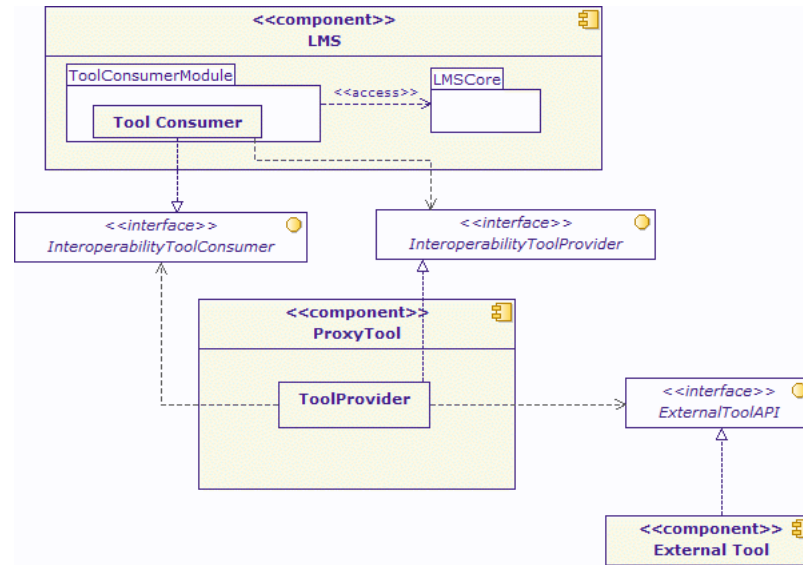 <<component>>
LMS
ToolConsumerModule
Tool Consumer
<<access>>
LMSCore
<<interface>>
InteroperabilityToolConsumer
<<interface>>
InteroperabilityToolProvider
<<component>>
ProxyTool
ToolProvider
<<interface>>
ExternalToolAPI
<<component>>
External Tool